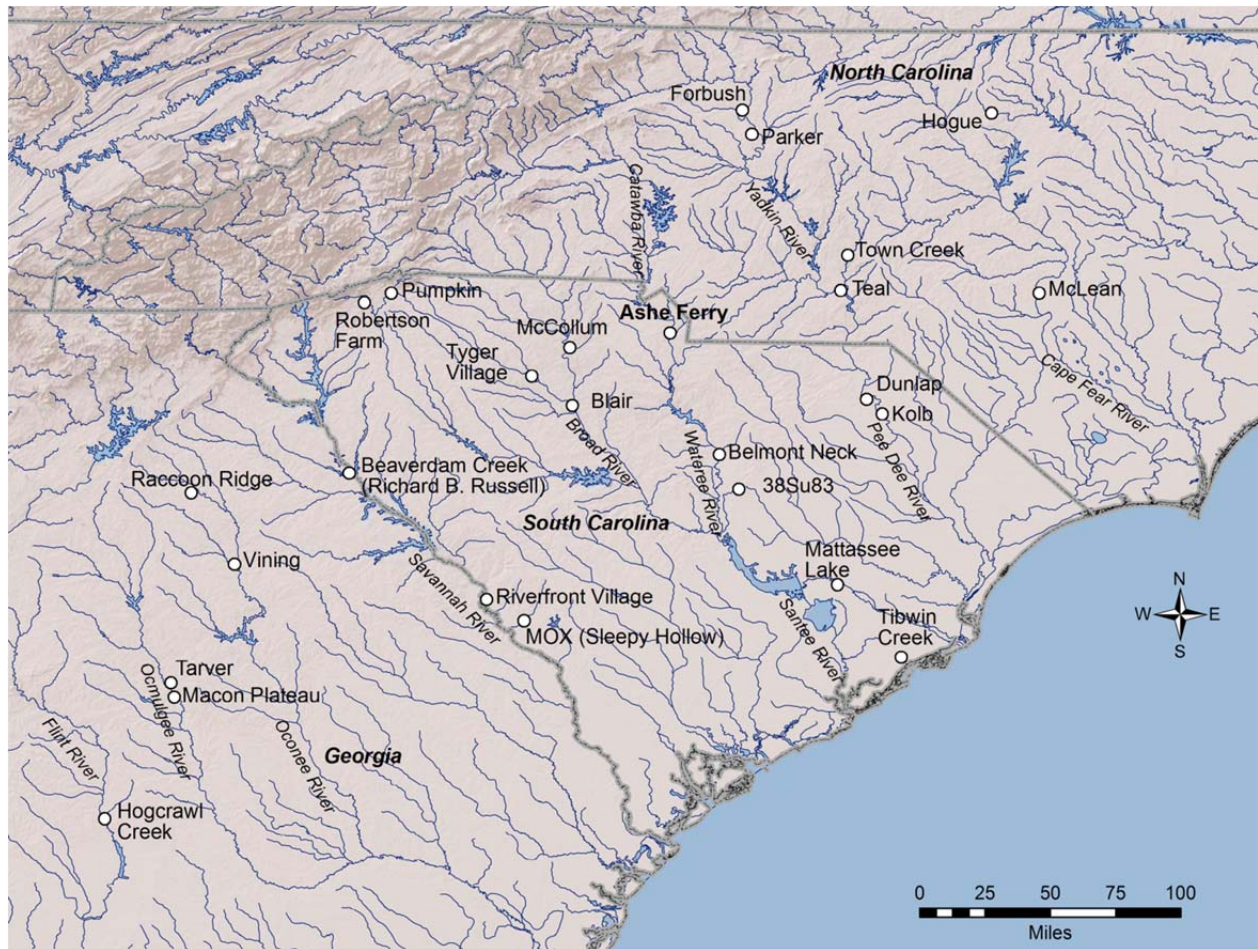 North Carolina
Forbush
Hogue
Parker
Catawba River
Yadkin River
Town Creek
Pumpkin
Teal
McLean
Robertson
Farm
McCollum
Ashe Ferry
Tyger
Village
Dunlap
Cape Fear River
Blair
Kolb
Broad River
Pee Dee River
Wateree River
Belmont Neck
Beaverdam Creek
(Richard B. Russell)
Raccoon Ridge
38Su83
South Carolina
Vining
Mattassee
Lake
Savannah River
Riverfront Village
Santee River
Tibwin
Creek
MOX (Sleepy Hollow)
N
W
E
S
Tarver
Macon Plateau
Ocmulgee River
Flint River
Oconee River
Georgia
Hogcrawl
Creek
0 25 50 75 100
Miles